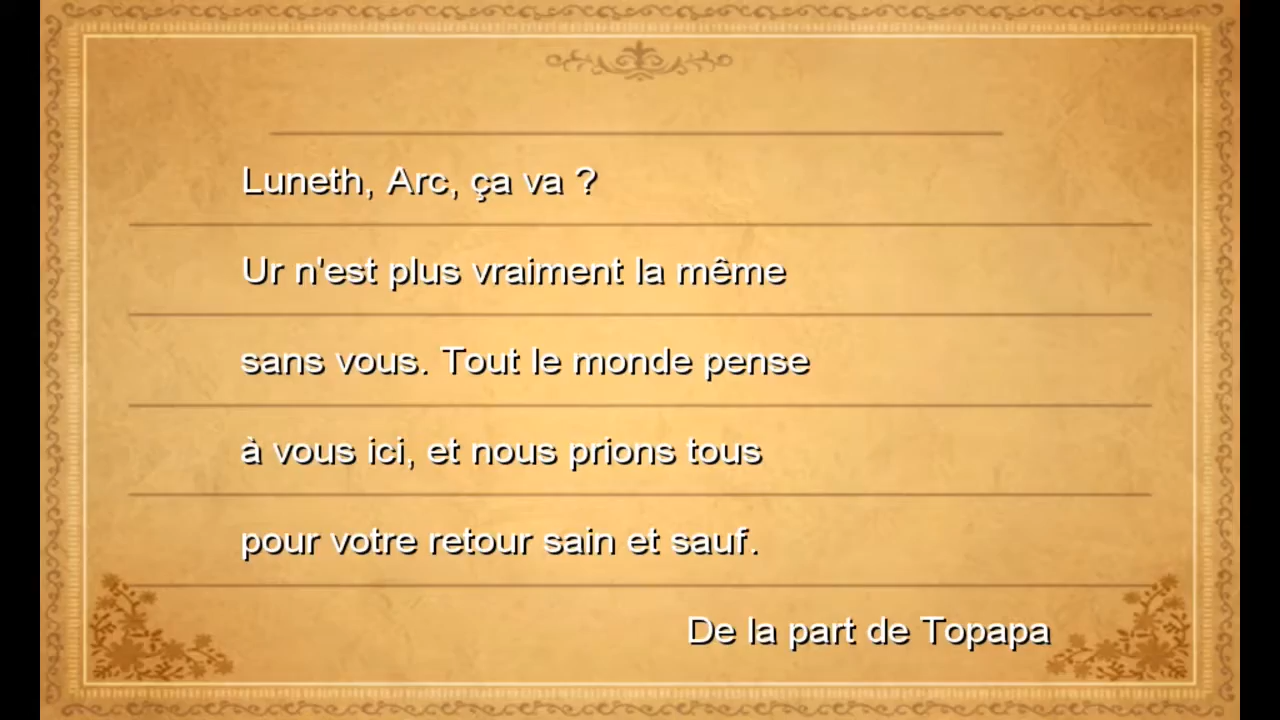 Luneth, Arc, ça va ?
Ur n'est plus vraiment la même
sans vous. Tout le monde pense
à vous ici, et nous prions tous
pour votre retour sain et sauf.
De la part de Topapa